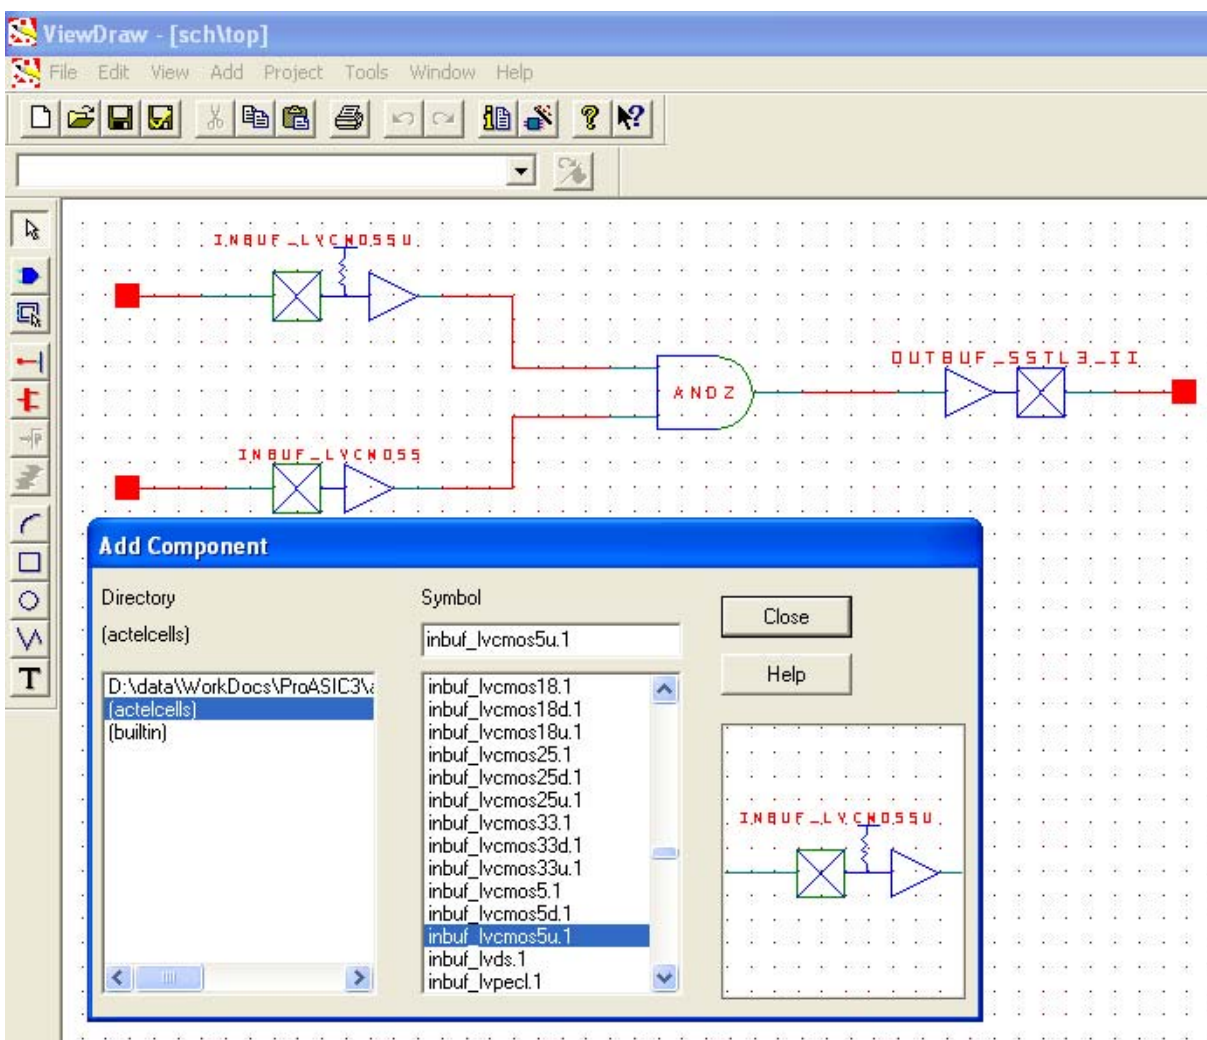 ViewDraw - [sch\top]
File Edit View Add Project Tools Window Help
INBUF_LVCMOS5U
OUTBUF_SSTL3_II
AND2
INBUF_LVCMOS5
P
T
Add Component
Directory
Symbol
(actelcells)
inbuf_lvcmos5u.1
Close
Help
D:\data\WorkDocs\ProASIC3\a
(actelcells)
(builtin)
inbuf_lvcmos18.1
inbuf_lvcmos18d.1
inbuf_lvcmos18u.1
inbuf_lvcmos25.1
inbuf_lvcmos25d.1
inbuf_lvcmos25u.1
inbuf_lvcmos33.1
inbuf_lvcmos33d.1
inbuf_lvcmos33u.1
inbuf_lvcmos5.1
inbuf_lvcmos5d.1
inbuf_lvcmos5u.1
inbuf_lvds.1
inbuf_lvpecl.1
INBUF_LVCMOS5U